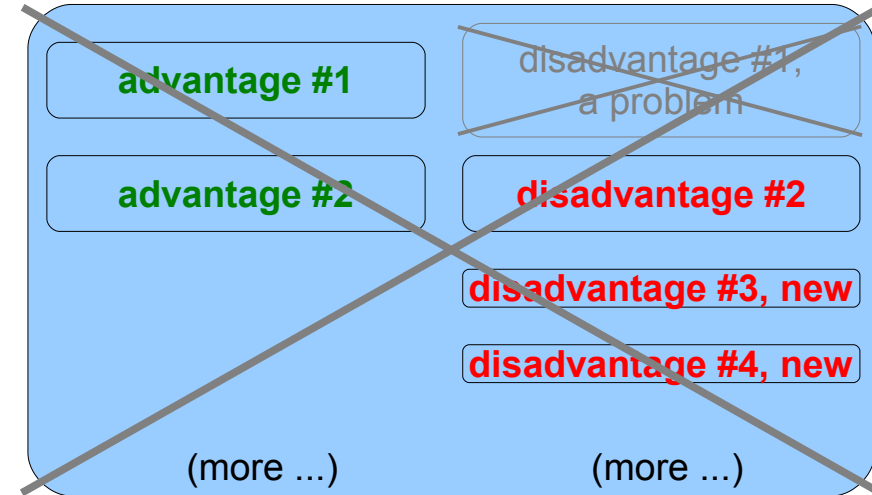 advantage #1
disadvantage #1,
a problem
advantage #2
disadvantage #2
disadvantage #3, new
disadvantage #4, new
(more ...)
(more ...)